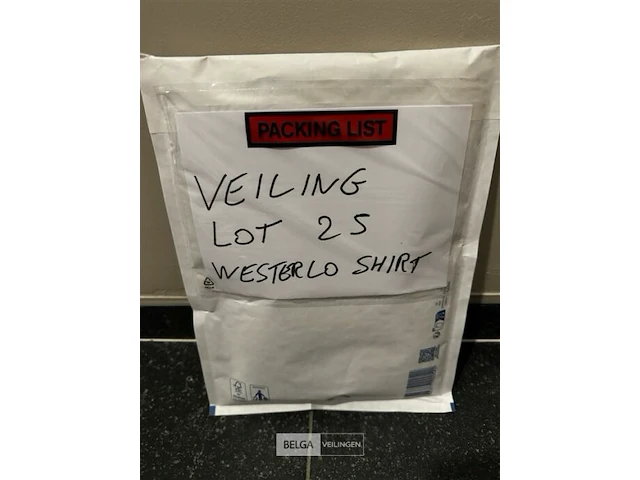 PACKING LIST
VEILING
LOT 25
WESTERLO SHIRT
BELGA VEILINGEN